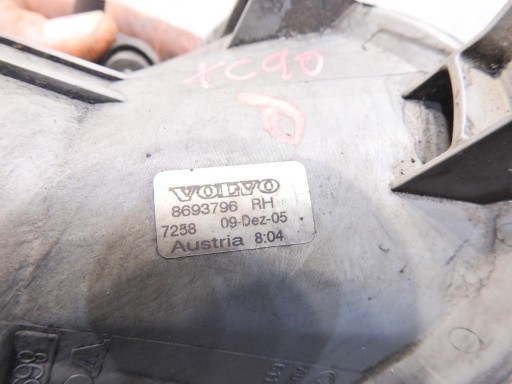 XC90
P
VOLVO
8693796 RH
7258 09-Dez-05
Austria 8:04